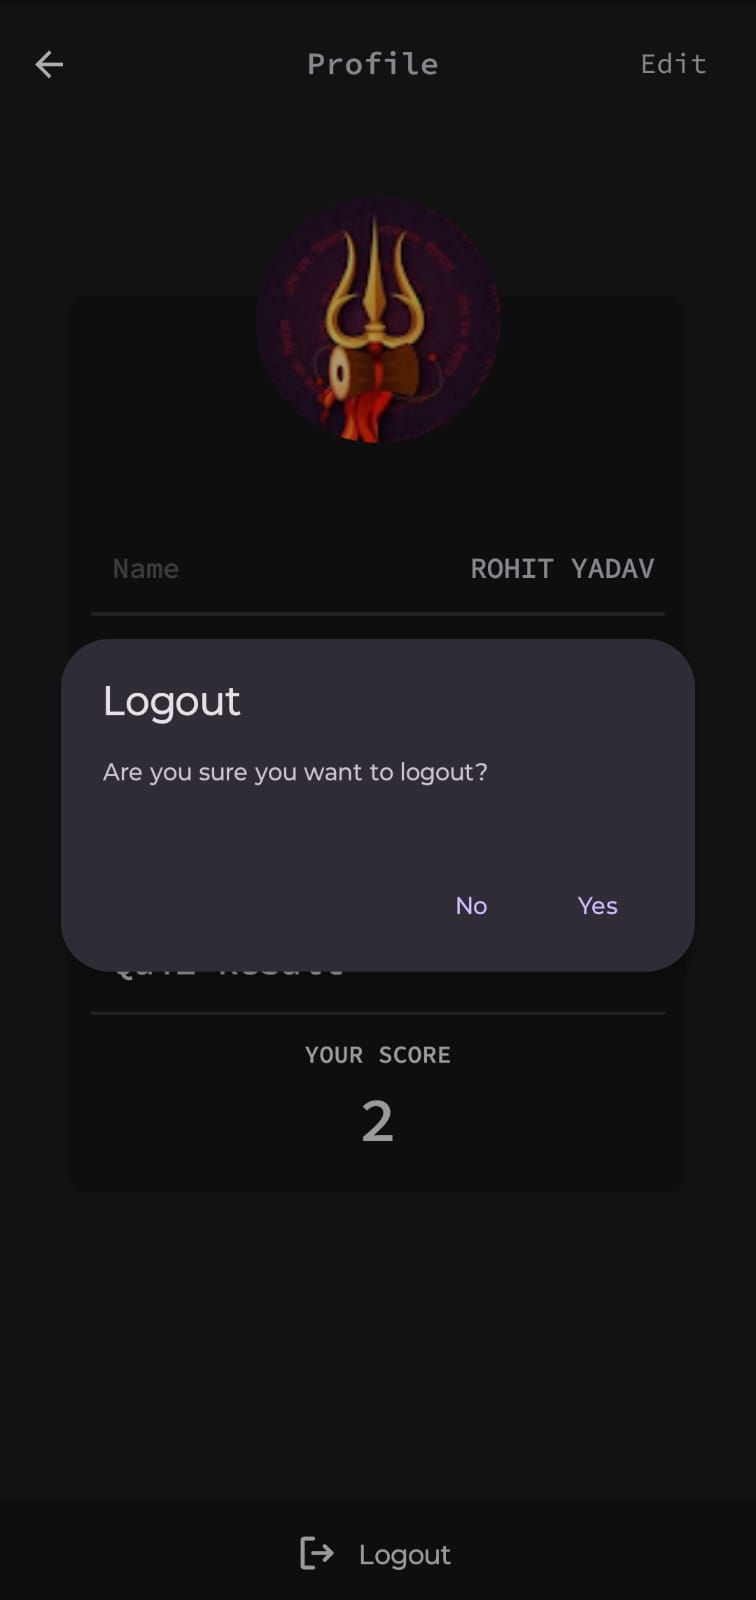 Profile
Edit
Name
ROHIT YADAV
Logout
Are you sure you want to logout?
No
Yes
Quiz Result
YOUR SCORE
2
Logout